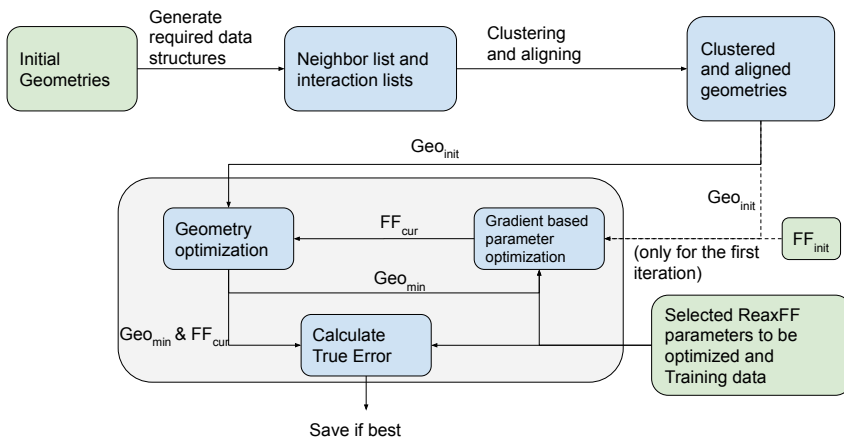 Initial
Geometries
Generate
required data
structures
Neighbor list and
interaction lists
Clustering
and aligning
Clustered
and aligned
geometries
Geo_init
Geo_init
Geometry
optimization
FF_cur
Gradient based
parameter
optimization
(only for the first
iteration)
FF_init
Geo_min
Geo_min & FF_cur
Calculate
True Error
Selected ReaxFF
parameters to be
optimized and
Training data
Save if best